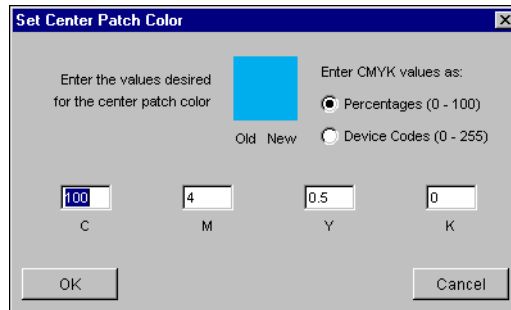 Set Center Patch Color
Enter the values desired
for the center patch color
Old New
Enter CMYK values as:
Percentages (0 - 100)
Device Codes (0 - 255)
100 4 0.5 0
C M Y K
OK Cancel